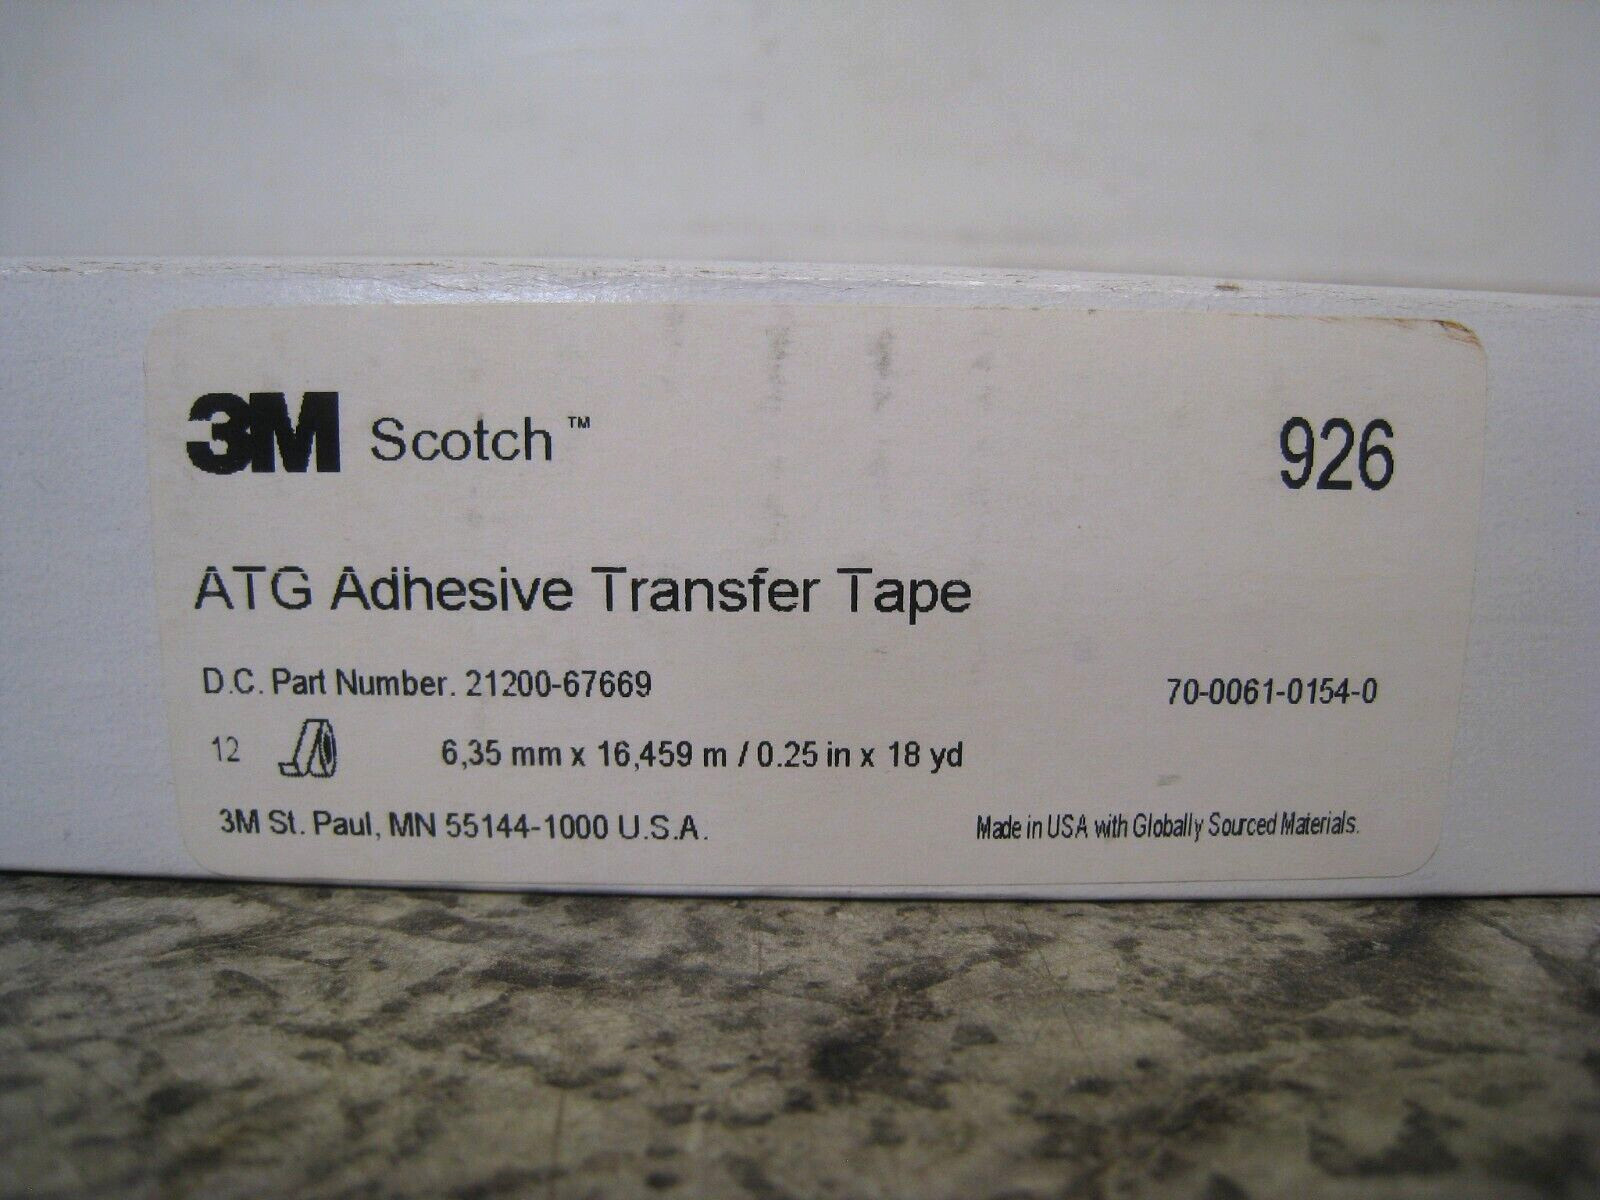 3M Scotch™ 926
ATG Adhesive Transfer Tape
D.C. Part Number. 21200-67669 70-0061-0154-0
12 6,35 mm x 16,459 m / 0.25 in x 18 yd
3M St. Paul, MN 55144-1000 U.S.A. Made in USA with Globally Sourced Materials.